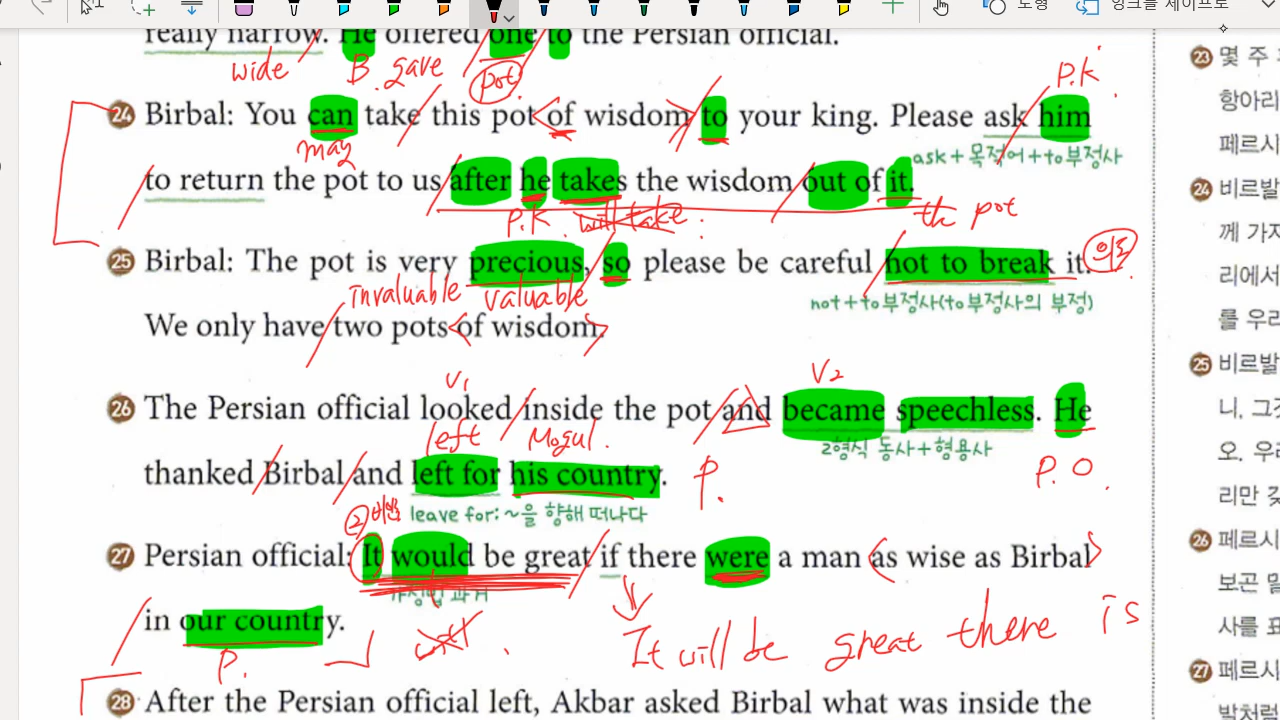 도형 잉크를 셰이프로
really narrow. He offered one to the Persian official.
wide B. gave pot
P.K.
24 Birbal: You can take this pot of wisdom to your king. Please ask him
may ask+목적어+to부정사
to return the pot to us after he takes the wisdom out of it.
P.K. will take. the pot
25 Birbal: The pot is very precious, so please be careful not to break it.
invaluable valuable not+to부정사(to부정사의 부정)
We only have two pots of wisdom.
V1 V2
26 The Persian official looked inside the pot and became speechless. He
left Mogul. 2형식 동사+형용사
thanked Birbal and left for his country. P. P.O.
leave for: ~을 향해 떠나다
27 Persian official: It would be great if there were a man as wise as Birbal
가정법 과거
in our country.
P. will. It will be great there is
28 After the Persian official left, Akbar asked Birbal what was inside the
23 몇 주
항아리
페르시
24 비르발
께 가지
리에서
를 우리
25 비르발
니, 그것
오. 우리
리만 갖
26 페르시
보곤 말
사를 표
27 페르시
발처럼